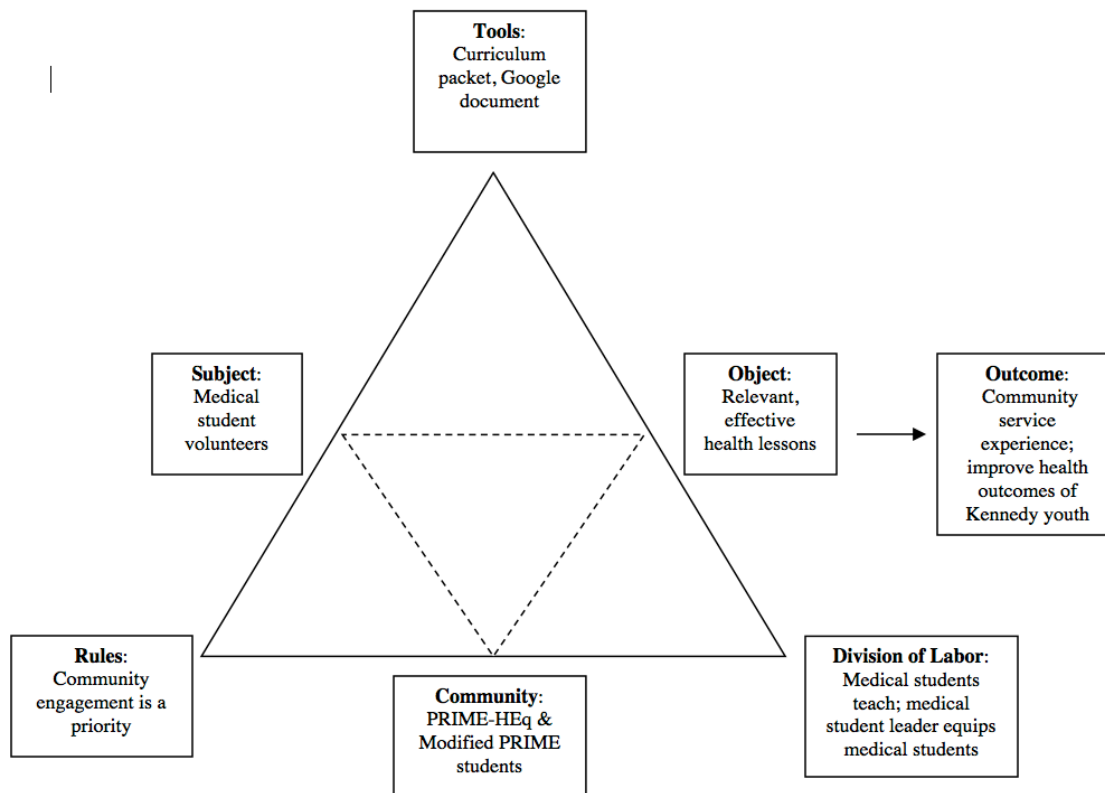 Tools:
Curriculum
packet, Google
document
Subject:
Medical
student
volunteers
Object:
Relevant,
effective
health lessons
Outcome:
Community
service
experience;
improve health
outcomes of
Kennedy youth
Rules:
Community
engagement is a
priority
Community:
PRIME-HEq &
Modified PRIME
students
Division of Labor:
Medical students
teach; medical
student leader equips
medical students